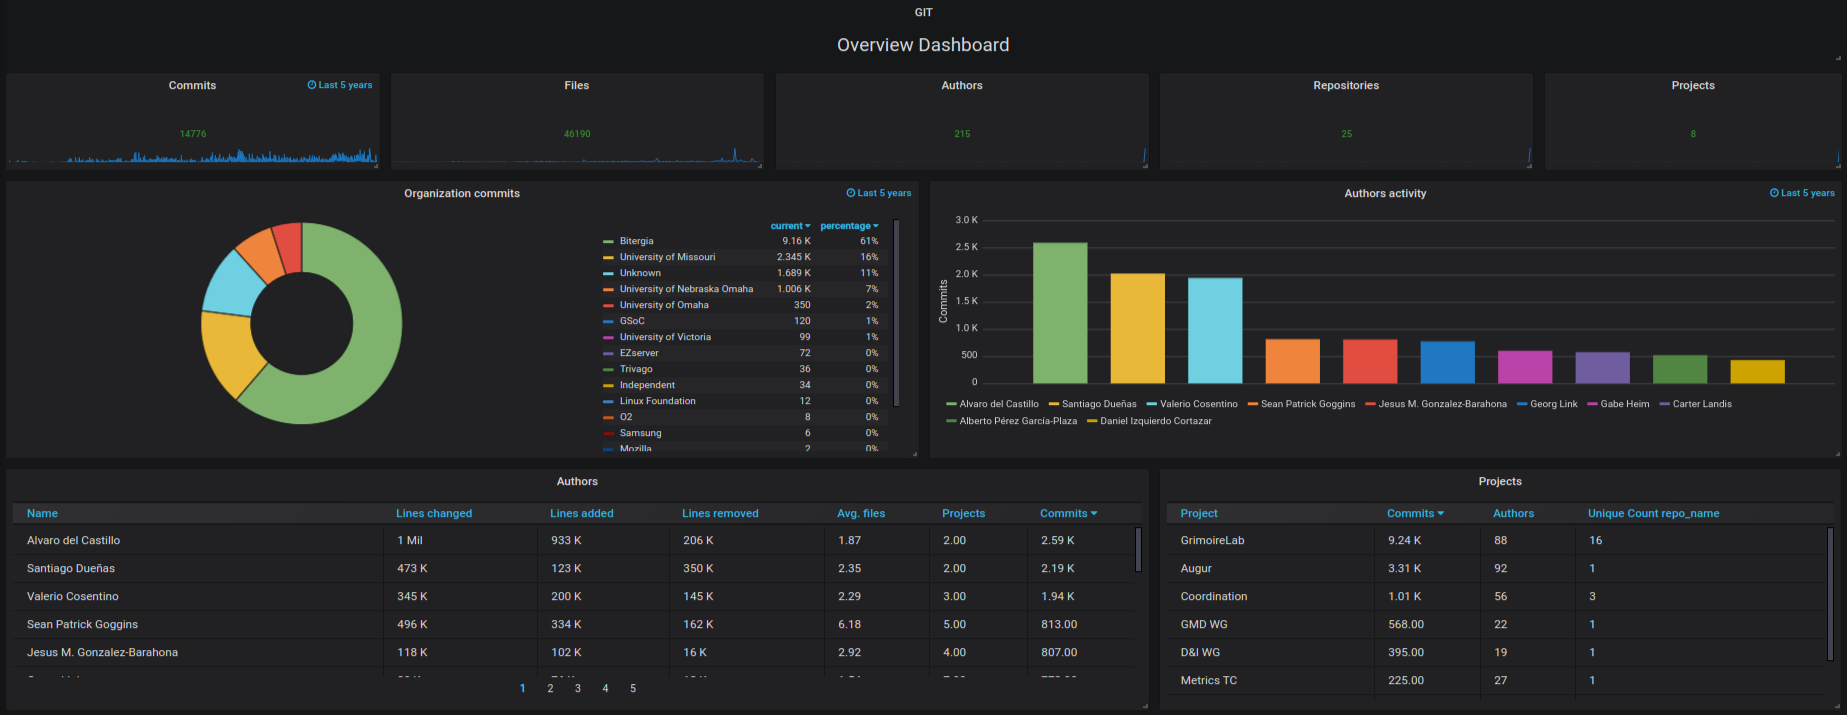 GIT
Overview Dashboard
Commits
Last 5 years
Files
Authors
Repositories
Projects
14776
46190
215
25
8
Organization commits
Last 5 years
current percentage
Bitergia 9.16 K 61%
University of Missouri 2.345 K 16%
Unknown 1.689 K 11%
University of Nebraska Omaha 1.006 K 7%
University of Omaha 350 2%
GSoC 120 1%
University of Victoria 99 1%
EZserver 72 0%
Trivago 36 0%
Independent 34 0%
Linux Foundation 12 0%
O2 8 0%
Samsung 6 0%
Mozilla 2 0%
Authors activity
Last 5 years
Commits
3.0 K
2.5 K
2.0 K
1.5 K
1.0 K
500
0
Alvaro del Castillo Santiago Dueñas Valerio Cosentino Sean Patrick Goggins Jesus M. Gonzalez-Barahona Georg Link Gabe Heim Carter Landis
Alberto Pérez García-Plaza Daniel Izquierdo Cortazar
Authors
Name Lines changed Lines added Lines removed Avg. files Projects Commits
Alvaro del Castillo 1 Mil 933 K 206 K 1.87 2.00 2.59 K
Santiago Dueñas 473 K 123 K 350 K 2.35 2.00 2.19 K
Valerio Cosentino 345 K 200 K 145 K 2.29 3.00 1.94 K
Sean Patrick Goggins 496 K 334 K 162 K 6.18 5.00 813.00
Jesus M. Gonzalez-Barahona 118 K 102 K 16 K 2.92 4.00 807.00
1 2 3 4 5
Projects
Project Commits Authors Unique Count repo_name
GrimoireLab 9.24 K 88 16
Augur 3.31 K 92 1
Coordination 1.01 K 56 3
GMD WG 568.00 22 1
D&I WG 395.00 19 1
Metrics TC 225.00 27 1